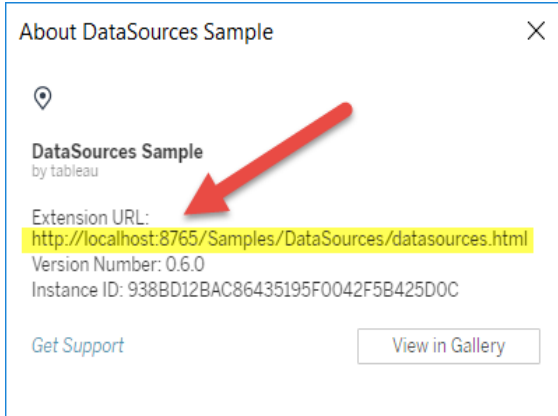 About DataSources Sample
DataSources Sample
by tableau
Extension URL:
http://localhost:8765/Samples/DataSources/datasources.html
Version Number: 0.6.0
Instance ID: 938BD12BAC86435195F0042F5B425D0C
Get Support
View in Gallery